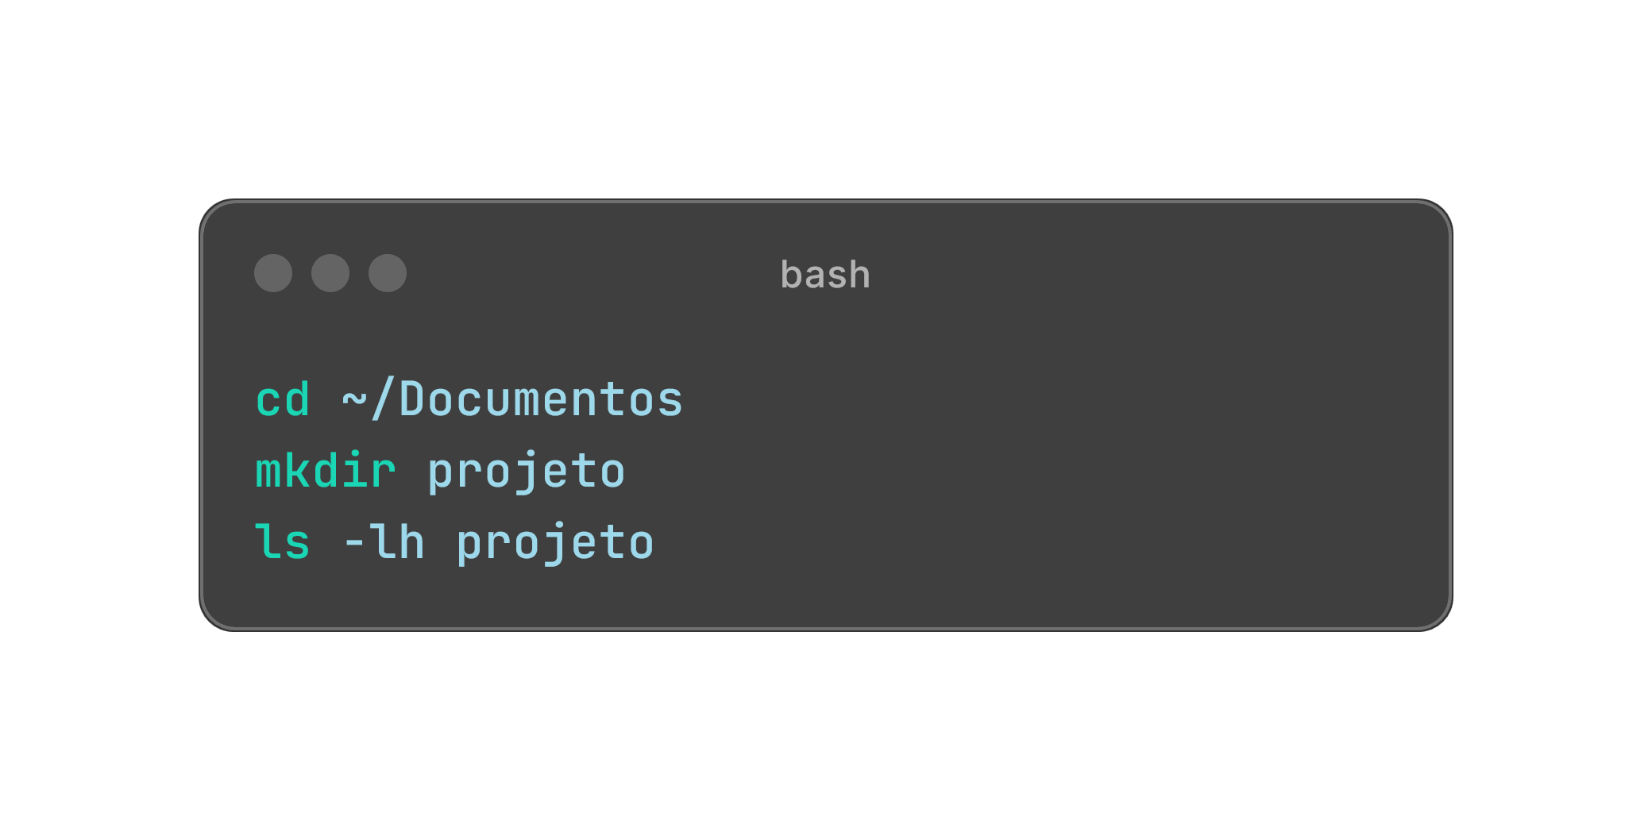 bash
cd ~/Documentos
mkdir projeto
ls -lh projeto